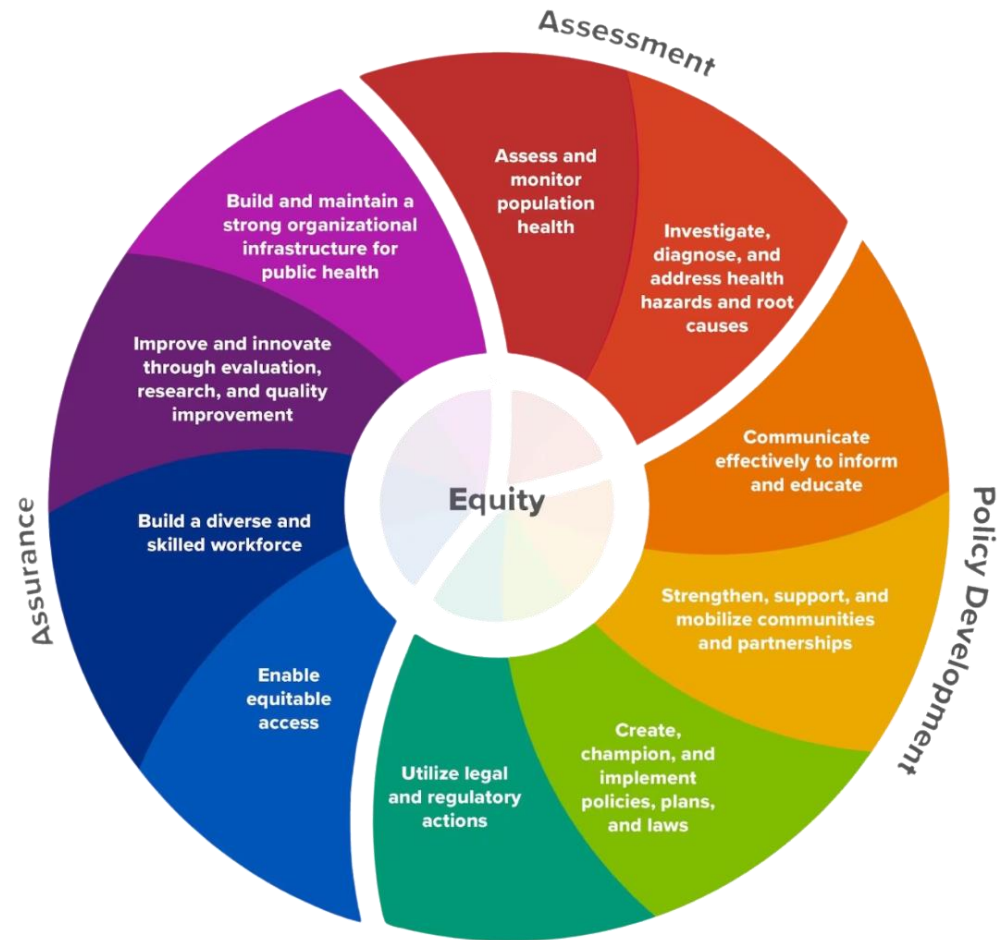 Assessment
Assess and
monitor
population
health
Investigate,
diagnose, and
address health
hazards and root
causes
Policy Development
Communicate
effectively to inform
and educate
Strengthen, support, and
mobilize communities
and partnerships
Create,
champion, and
implement
policies, plans,
and laws
Utilize legal
and regulatory
actions
Assurance
Enable
equitable
access
Build a diverse and
skilled workforce
Improve and innovate
through evaluation,
research, and quality
improvement
Build and maintain a
strong organizational
infrastructure for
public health
Equity